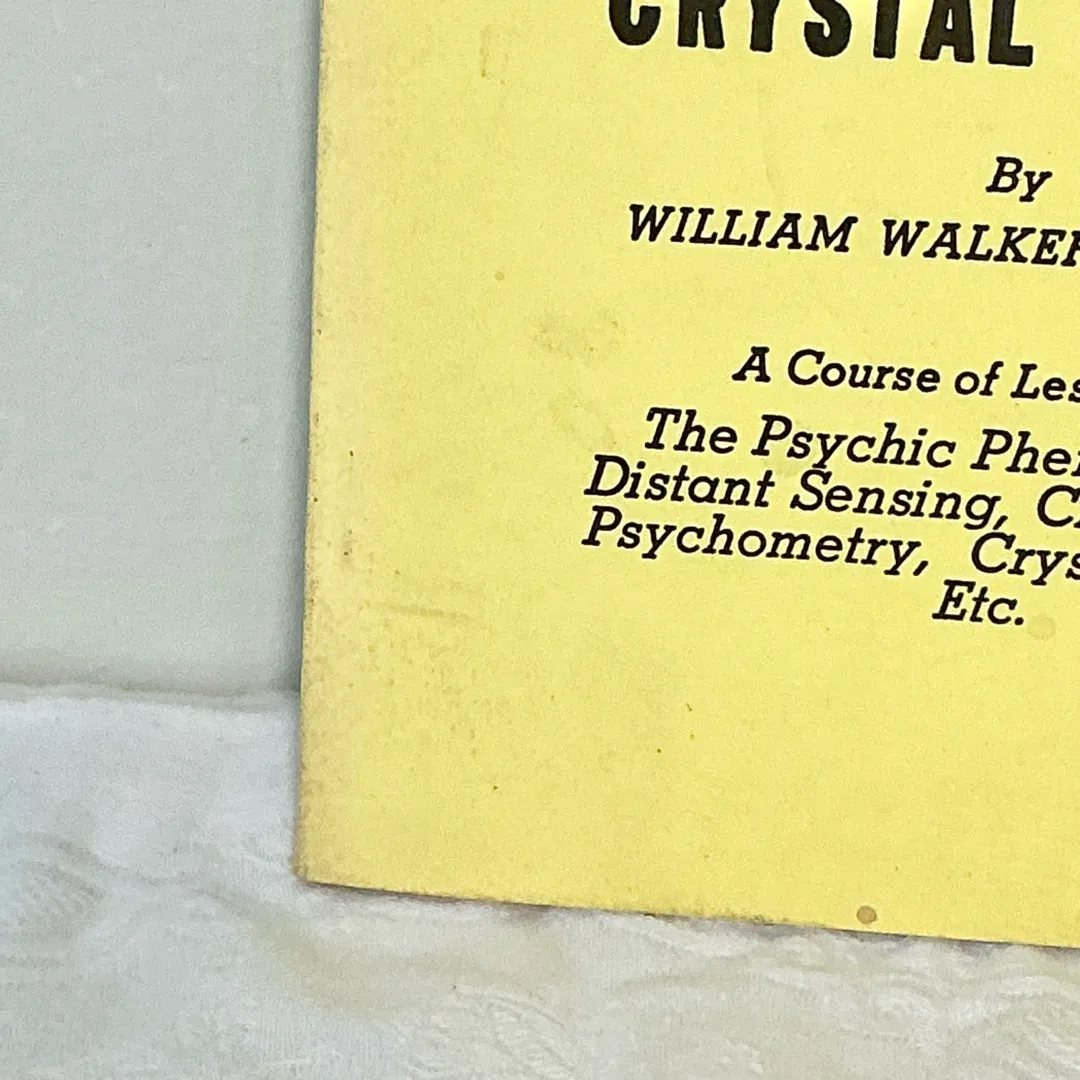 CRYSTAL
By
WILLIAM WALKER
A Course of Les
The Psychic Phe
Distant Sensing, C
Psychometry, Crys
Etc.